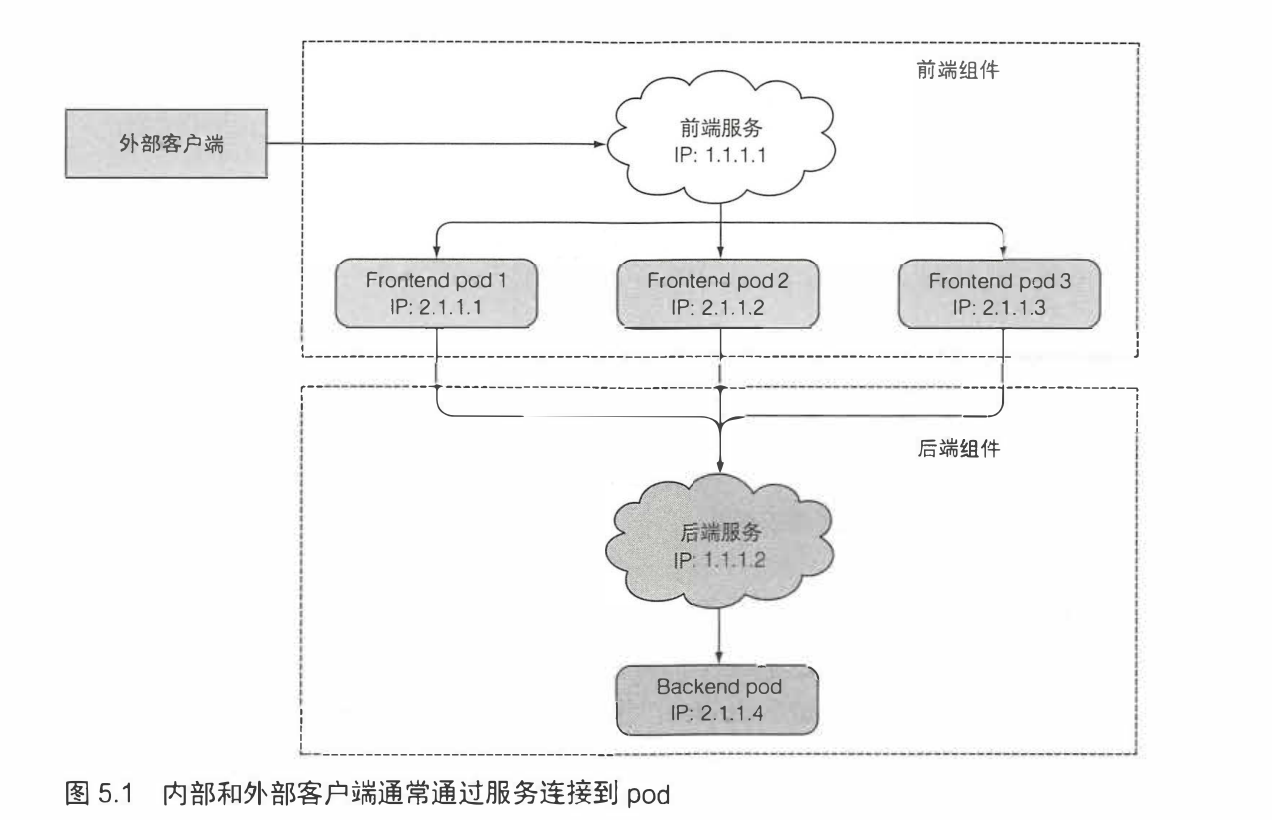 前端组件
外部客户端
前端服务
IP: 1.1.1.1
Frontend pod 1
IP: 2.1.1.1
Frontend pod 2
IP: 2.1.1.2
Frontend pod 3
IP: 2.1.1.3
后端组件
后端服务
IP: 1.1.1.2
Backend pod
IP: 2.1.1.4
图 5.1 内部和外部客户端通常通过服务连接到 pod